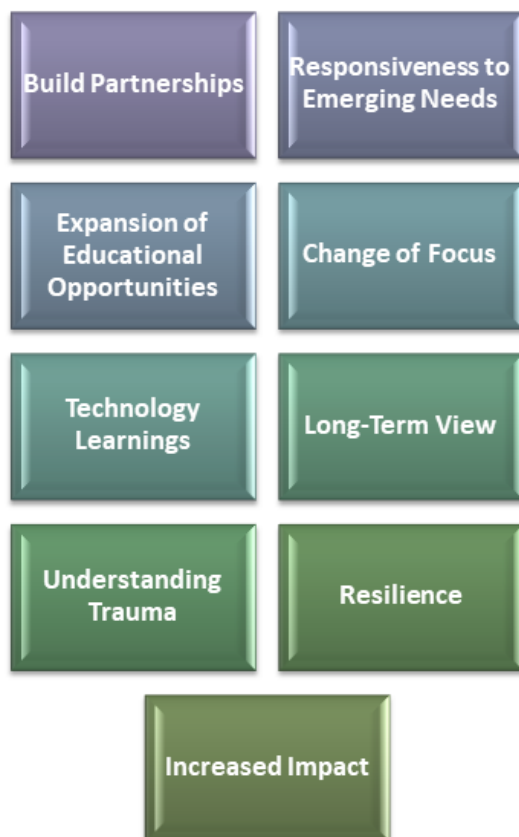 Build Partnerships
Responsiveness to
Emerging Needs
Expansion of
Educational
Opportunities
Change of Focus
Technology
Learnings
Long-Term View
Understanding
Trauma
Resilience
Increased Impact